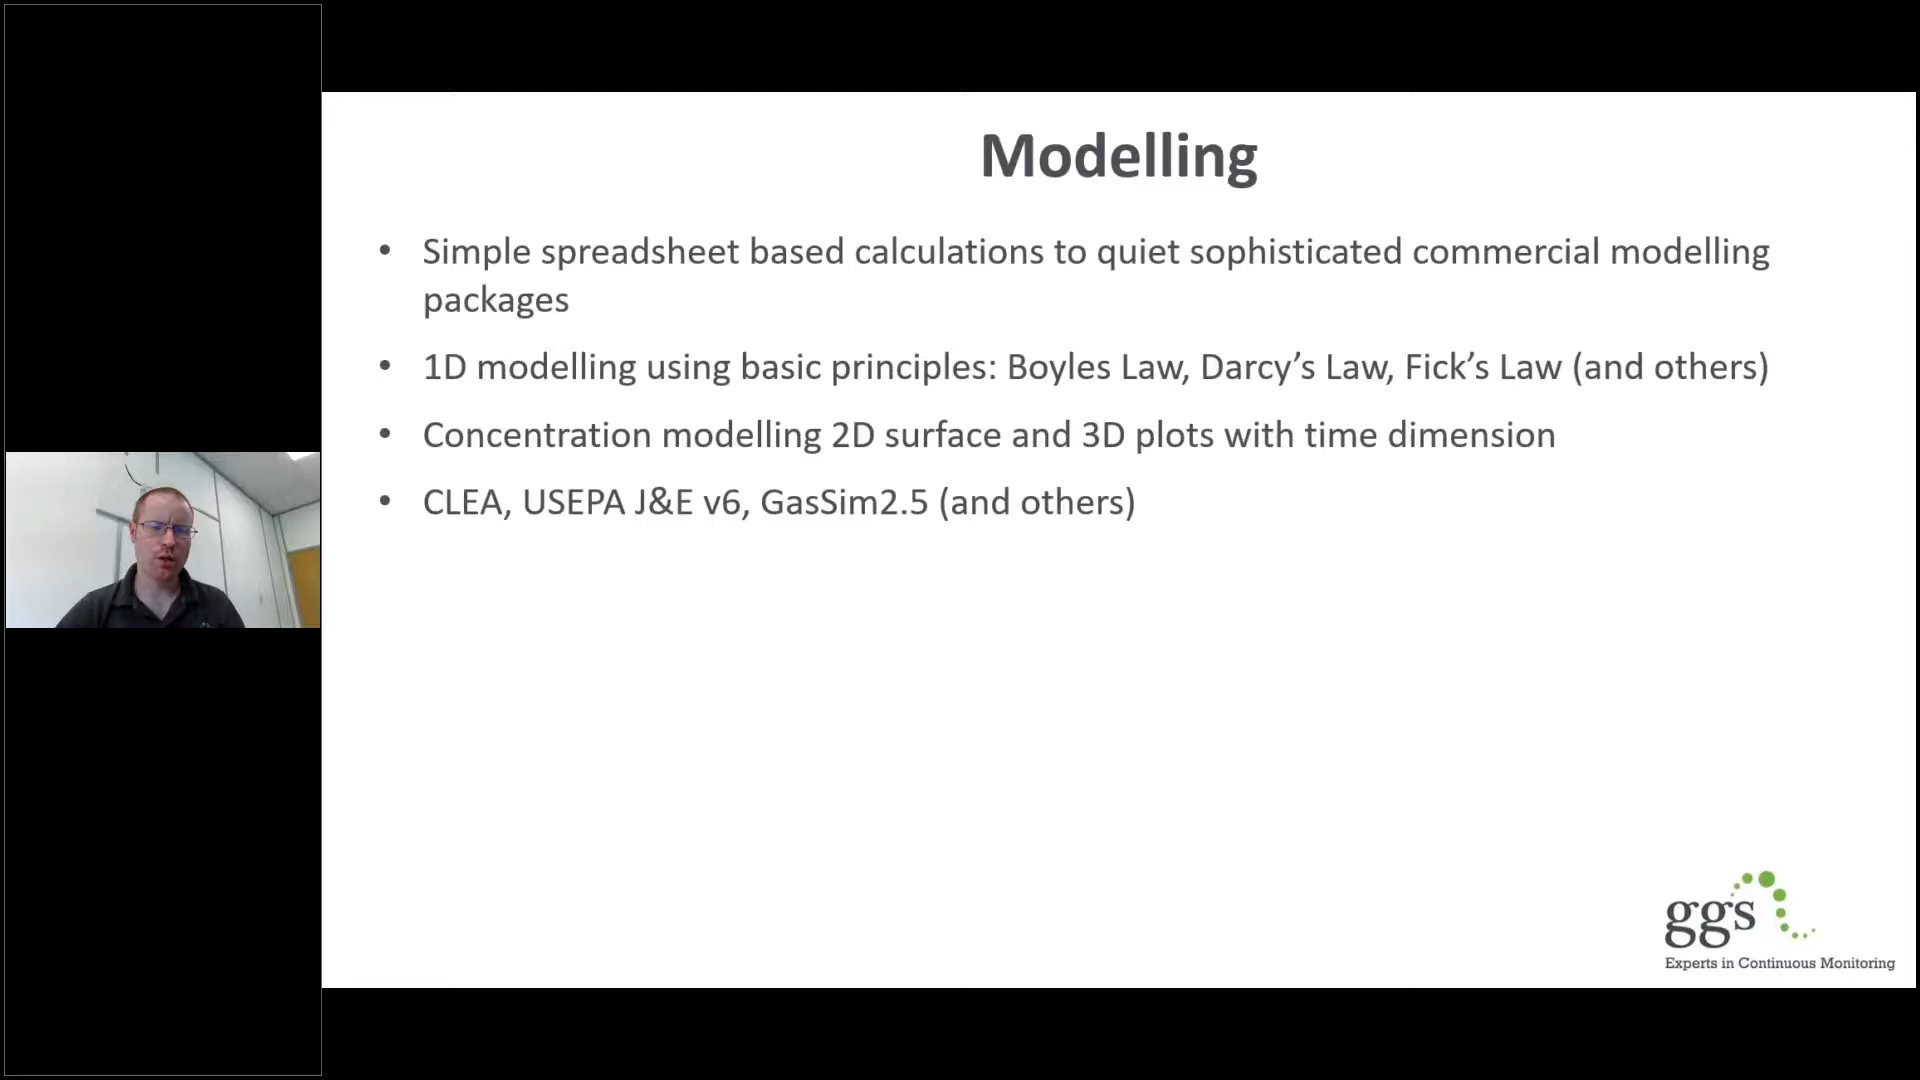 Modelling
• Simple spreadsheet based calculations to quiet sophisticated commercial modelling
packages
• 1D modelling using basic principles: Boyles Law, Darcy’s Law, Fick’s Law (and others)
• Concentration modelling 2D surface and 3D plots with time dimension
• CLEA, USEPA J&E v6, GasSim2.5 (and others)
ggs
Experts in Continuous Monitoring